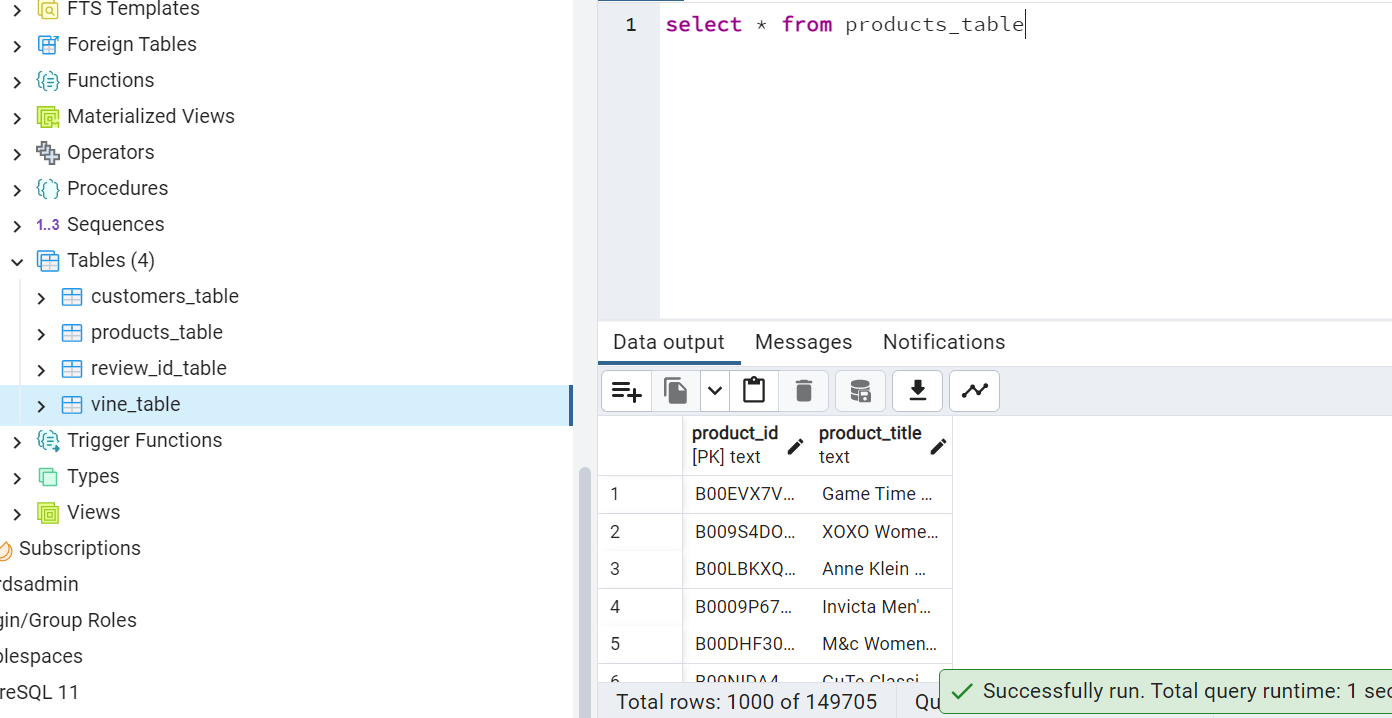 FTS Templates
Foreign Tables
Functions
Materialized Views
Operators
Procedures
1..3 Sequences
Tables (4)
customers_table
products_table
review_id_table
vine_table
Trigger Functions
Types
Views
Subscriptions
rdsadmin
gin/Group Roles
blespaces
reSQL 11
1 select * from products_table
Data output Messages Notifications
product_id product_title
[PK] text text
1 B00EVX7V... Game Time ...
2 B009S4DO... XOXO Wome...
3 B00LBKXQ... Anne Klein ...
4 B0009P67... Invicta Men'...
5 B00DHF30... M&c Women...
6
Total rows: 1000 of 149705 Qu
Successfully run. Total query runtime: 1 sec